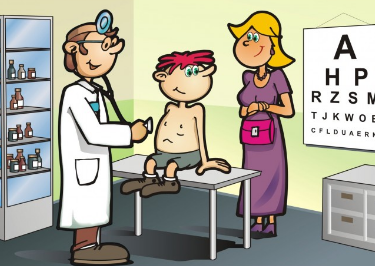 A
H P
R Z S M
T J K W O E
C F L D U A E R K